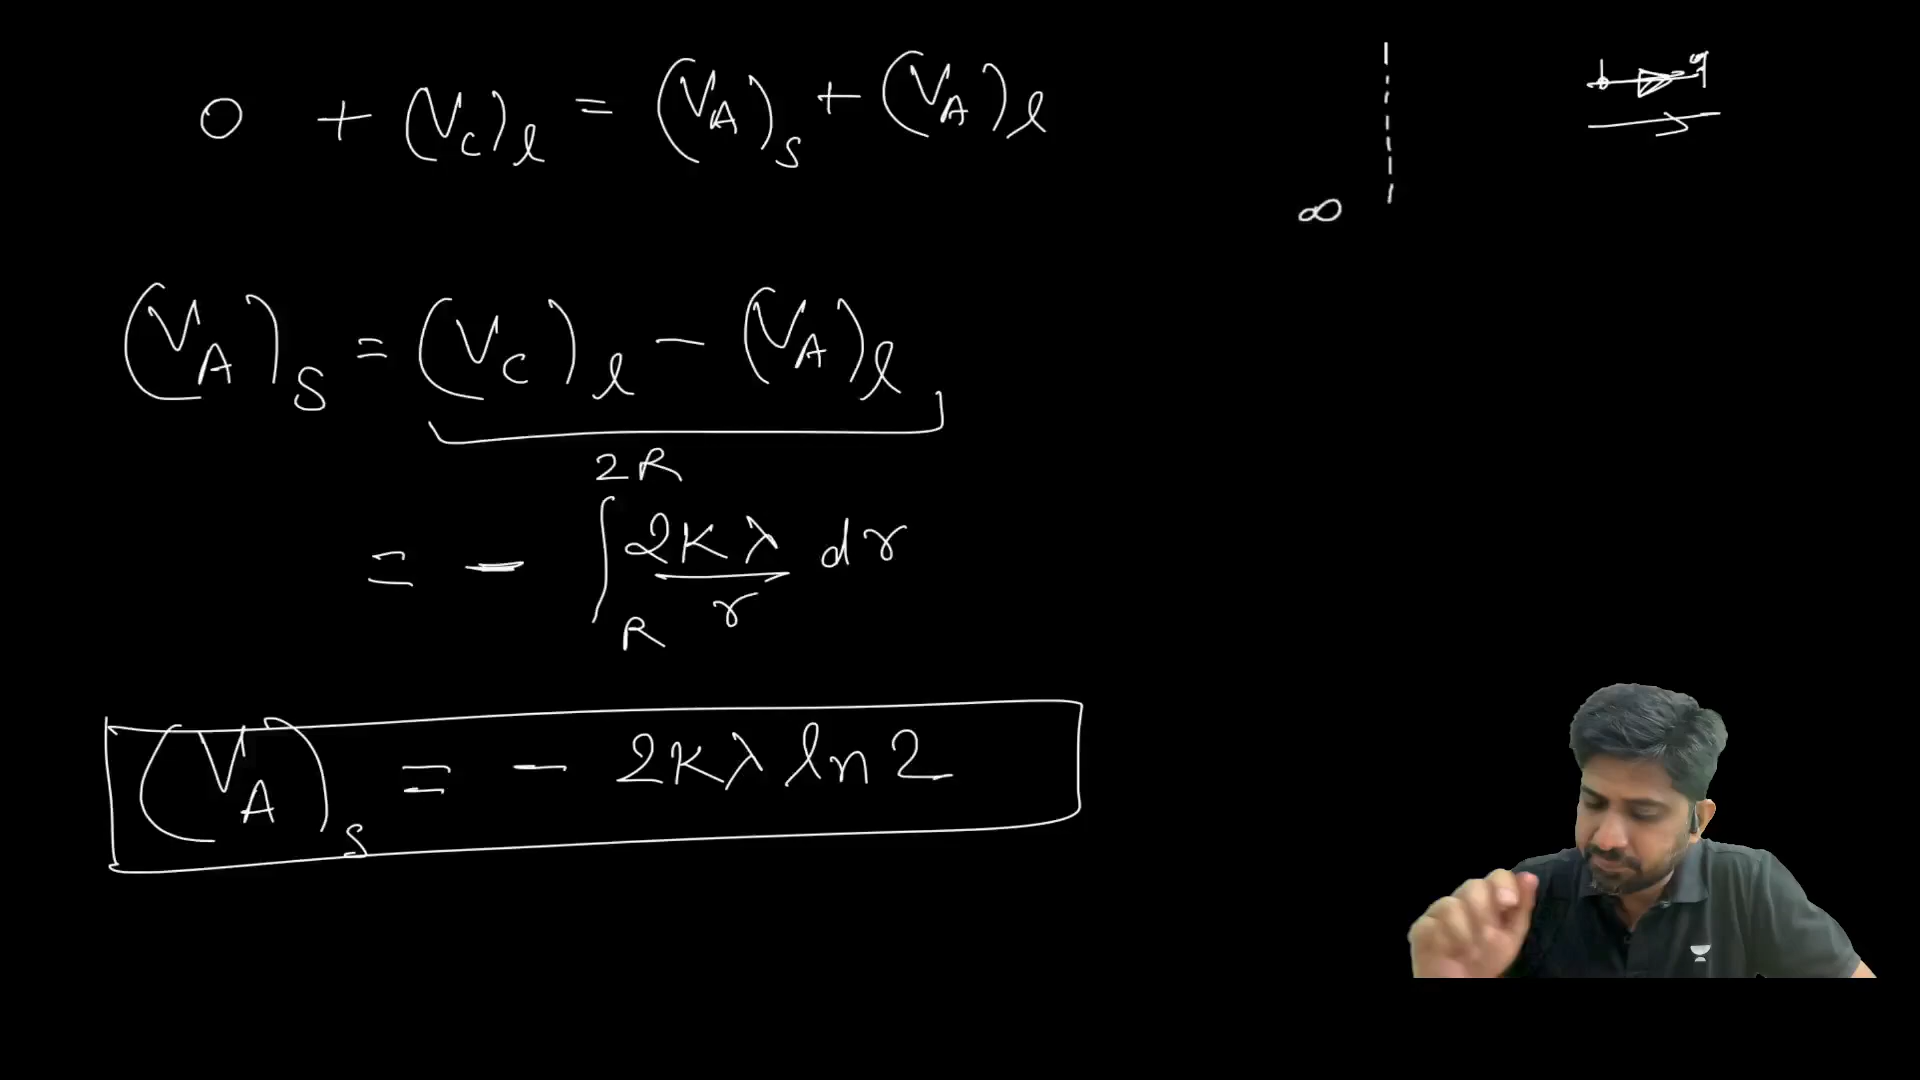 0 + (V_C)_l = (V_A)_s + (V_A)_l
∞
(V_A)_s = (V_C)_l - (V_A)_l
= - ∫_R^{2R} 2Kλ/r dr
(V_A)_s = - 2Kλ ln 2